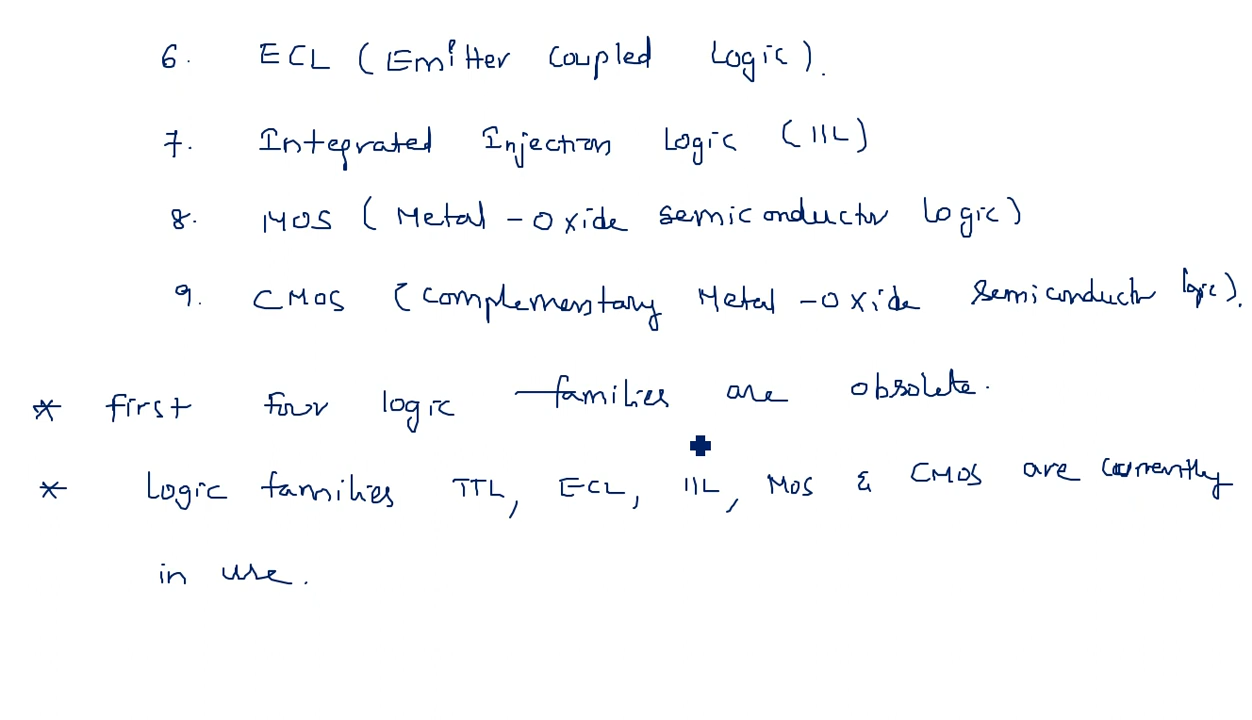 6. ECL (Emitter Coupled Logic).
7. Integrated Injection Logic (IIL)
8. MOS (Metal-Oxide semiconductor Logic)
9. CMOS (Complementary Metal-Oxide Semiconductor logic).
* First Four logic families are obsolete.
* Logic families TTL, ECL, IIL, MOS & CMOS are currently
in use.